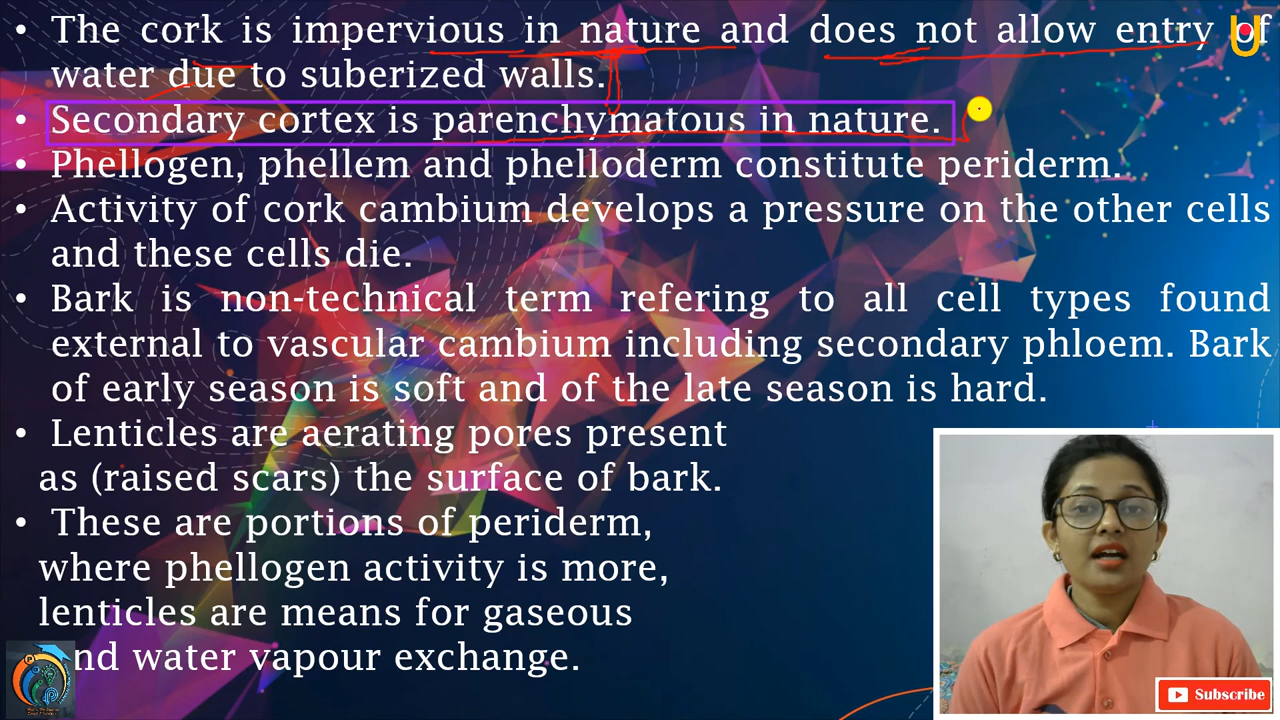 • The cork is impervious in nature and does not allow entry of
water due to suberized walls.
• Secondary cortex is parenchymatous in nature.
• Phellogen, phellem and phelloderm constitute periderm.
• Activity of cork cambium develops a pressure on the other cells
and these cells die.
• Bark is non-technical term refering to all cell types found
external to vascular cambium including secondary phloem. Bark
of early season is soft and of the late season is hard.
• Lenticles are aerating pores present
as (raised scars) the surface of bark.
• These are portions of periderm,
where phellogen activity is more,
lenticles are means for gaseous
and water vapour exchange.
Subscribe